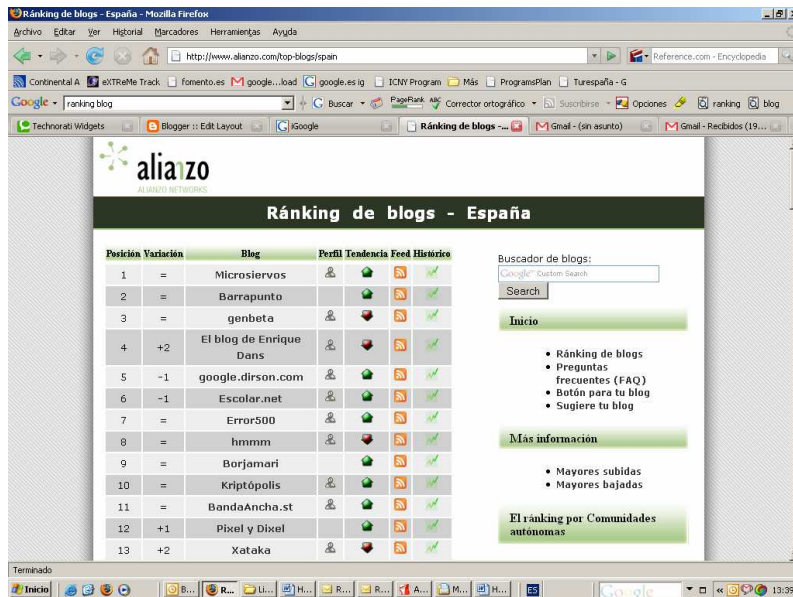 Ránking de blogs - España - Mozilla Firefox
Archivo Editar Ver Historial Marcadores Herramientas Ayuda
http://www.alianzo.com/top-blogs/spain
Reference.com - Encyclopedia
Continental A eXTReMe Track fomento.es google...load google.es ig ICNY Program Más ProgramsPlan Turespaña - G
Google ranking blog Buscar PageRank Corrector ortográfico Suscribirse Opciones ranking blog
Technorati Widgets Blogger :: Edit Layout iGoogle Ránking de blogs -... Gmail - (sin asunto) Gmail - Recibidos (19...
alianzo
ALIANZO NETWORKS
Ránking de blogs - España
Posición Variación Blog Perfil Tendencia Feed Histórico
1 = Microsiervos
2 = Barrapunto
3 = genbeta
4 +2 El blog de Enrique
Dans
5 -1 google.dirson.com
6 -1 Escolar.net
7 = Error500
8 = hmmm
9 = Borjamari
10 = Kriptópolis
11 = BandaAncha.st
12 +1 Pixel y Dixel
13 +2 Xataka
Buscador de blogs:
Google™ Custom Search
Search
Inicio
• Ránking de blogs
• Preguntas
frecuentes (FAQ)
• Botón para tu blog
• Sugiere tu blog
Más información
• Mayores subidas
• Mayores bajadas
El ránking por Comunidades
autónomas
Terminado
Inicio B... R... Li... H... R... R... A... M... H... ES Google 13:39